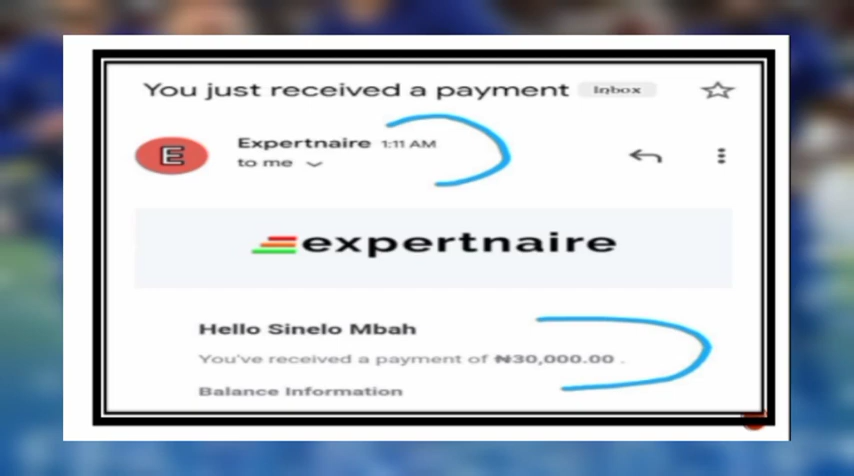 You just received a payment Inbox
E
Expertnaire 1:11 AM
to me
expertnaire
Hello Sinelo Mbah
You've received a payment of ₦30,000.00 .
Balance Information